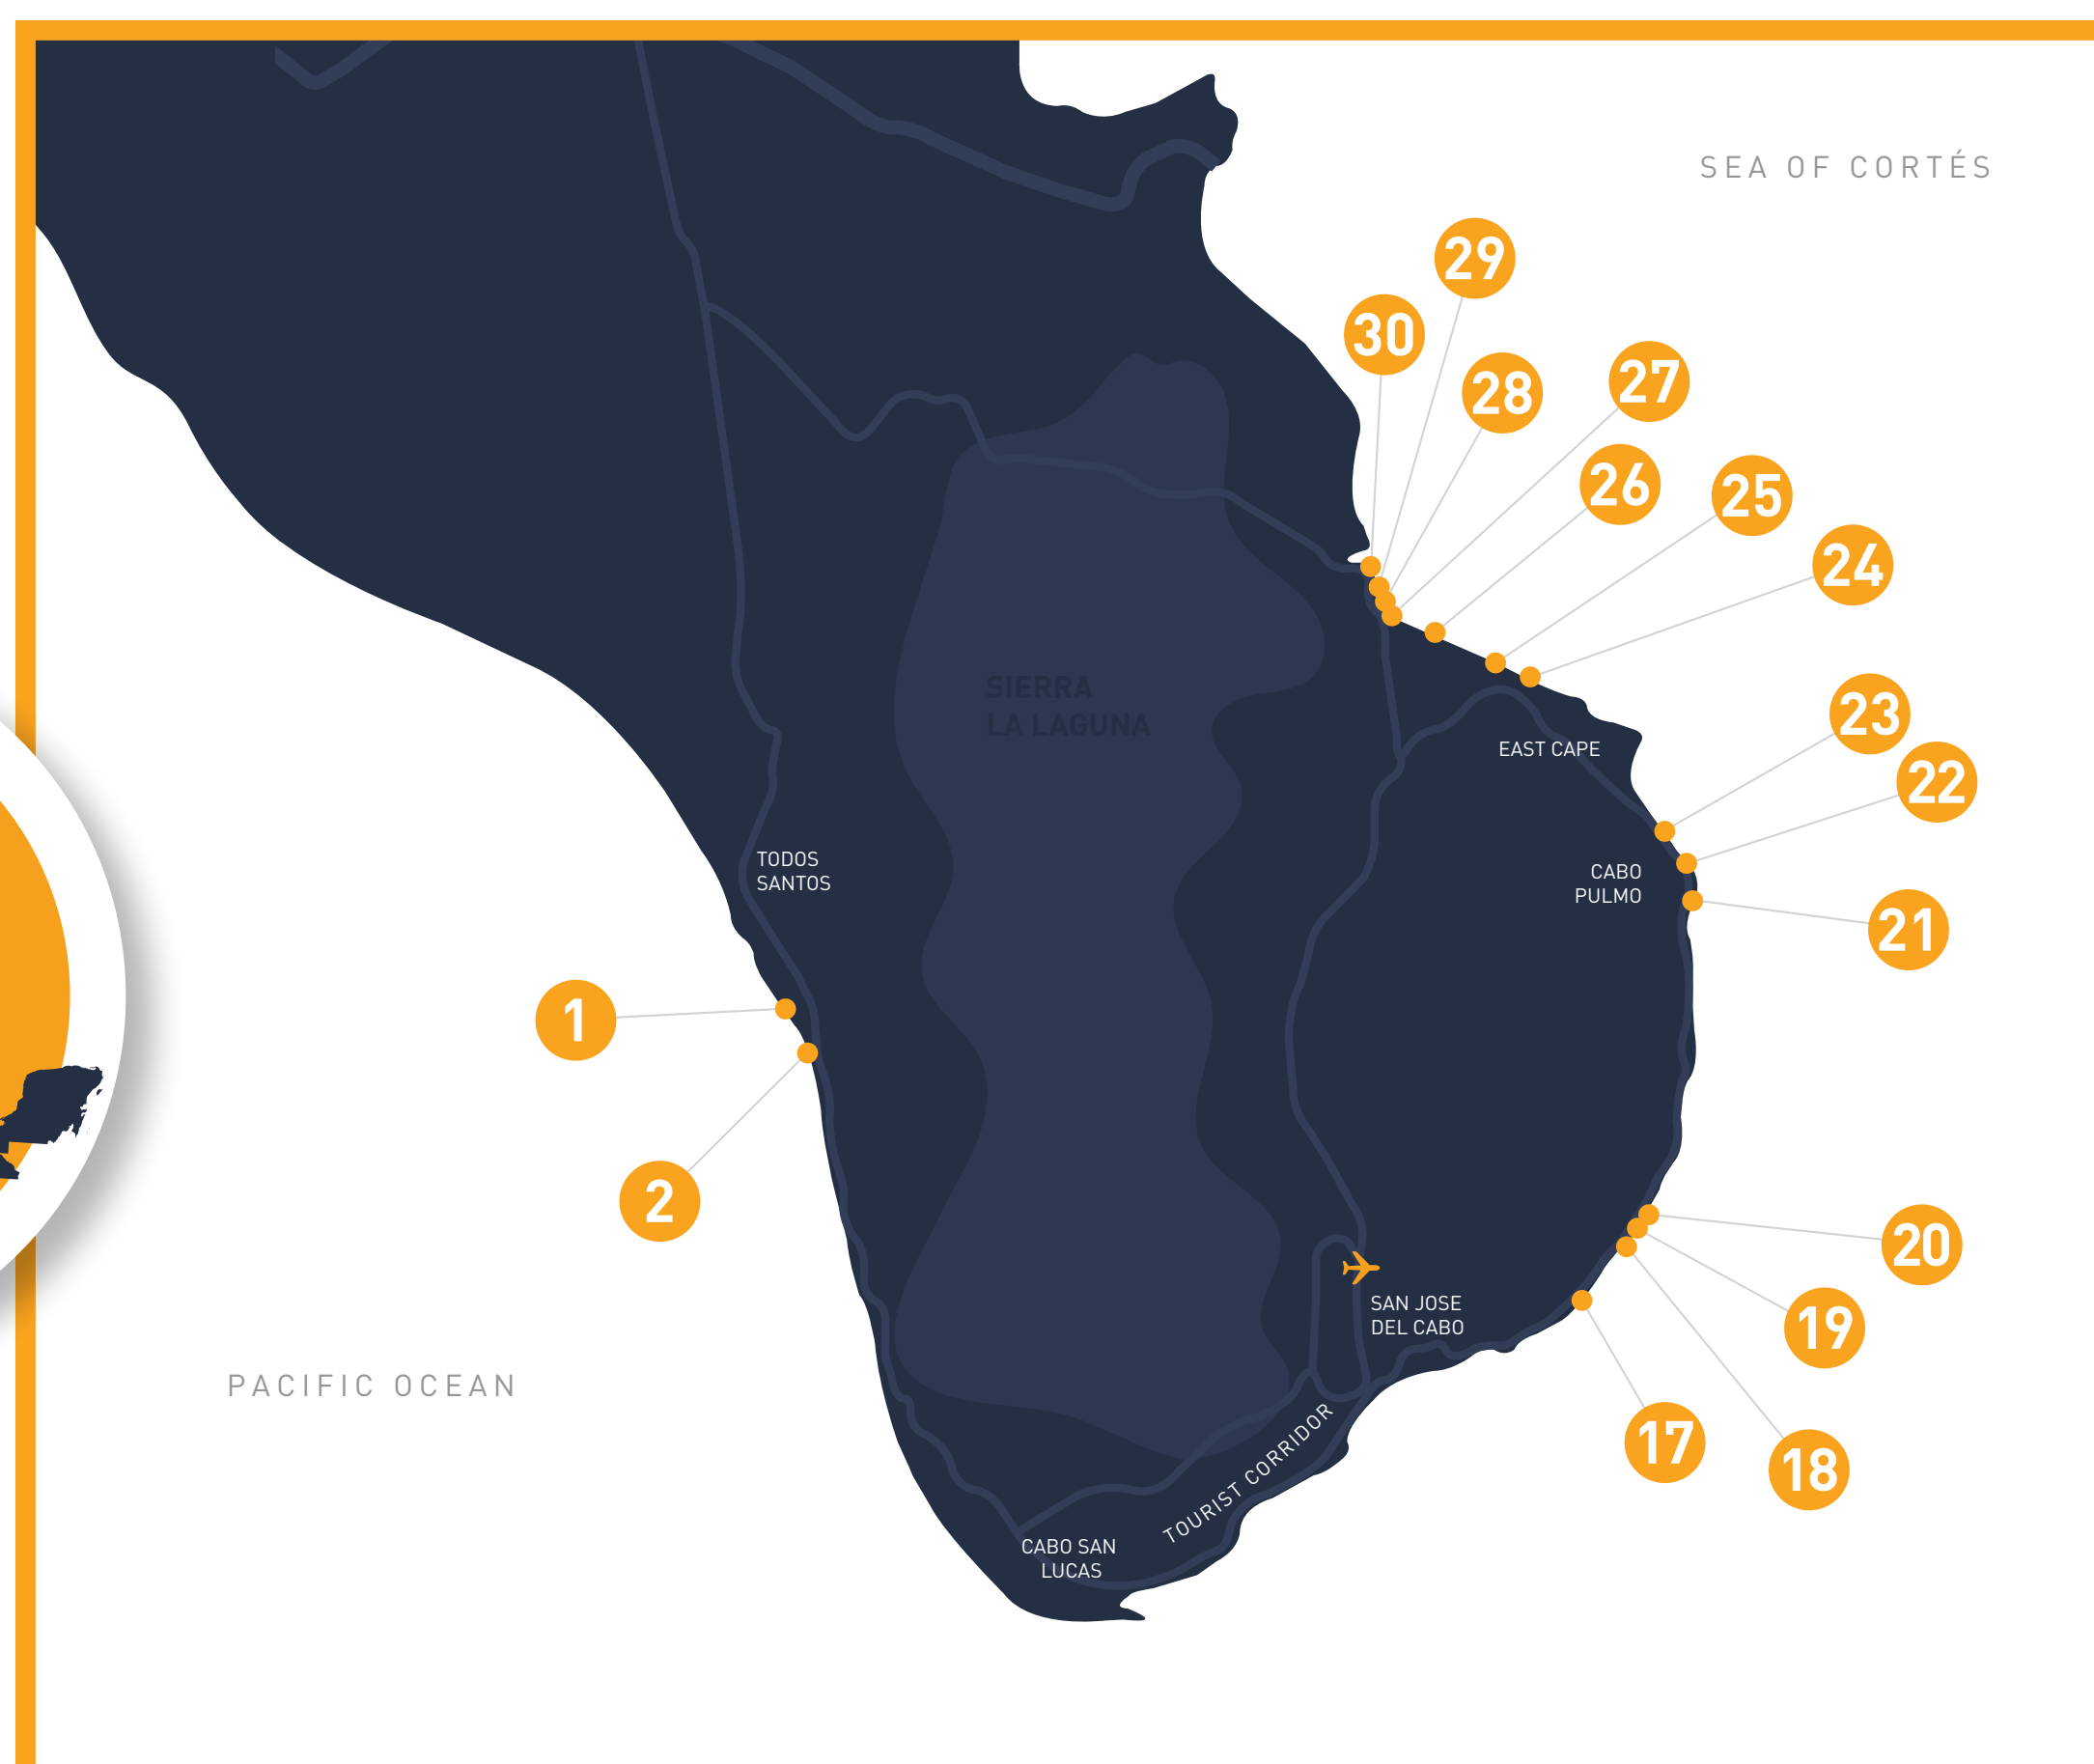 SEA OF CORTÉS
29
30
27
28
26
25
24
SIERRA
LA LAGUNA
23
EAST CAPE
22
TODOS
SANTOS
CABO
PULMO
21
1
2
20
SAN JOSE
DEL CABO
19
PACIFIC OCEAN
17
TOURIST CORRIDOR
18
CABO SAN
LUCAS